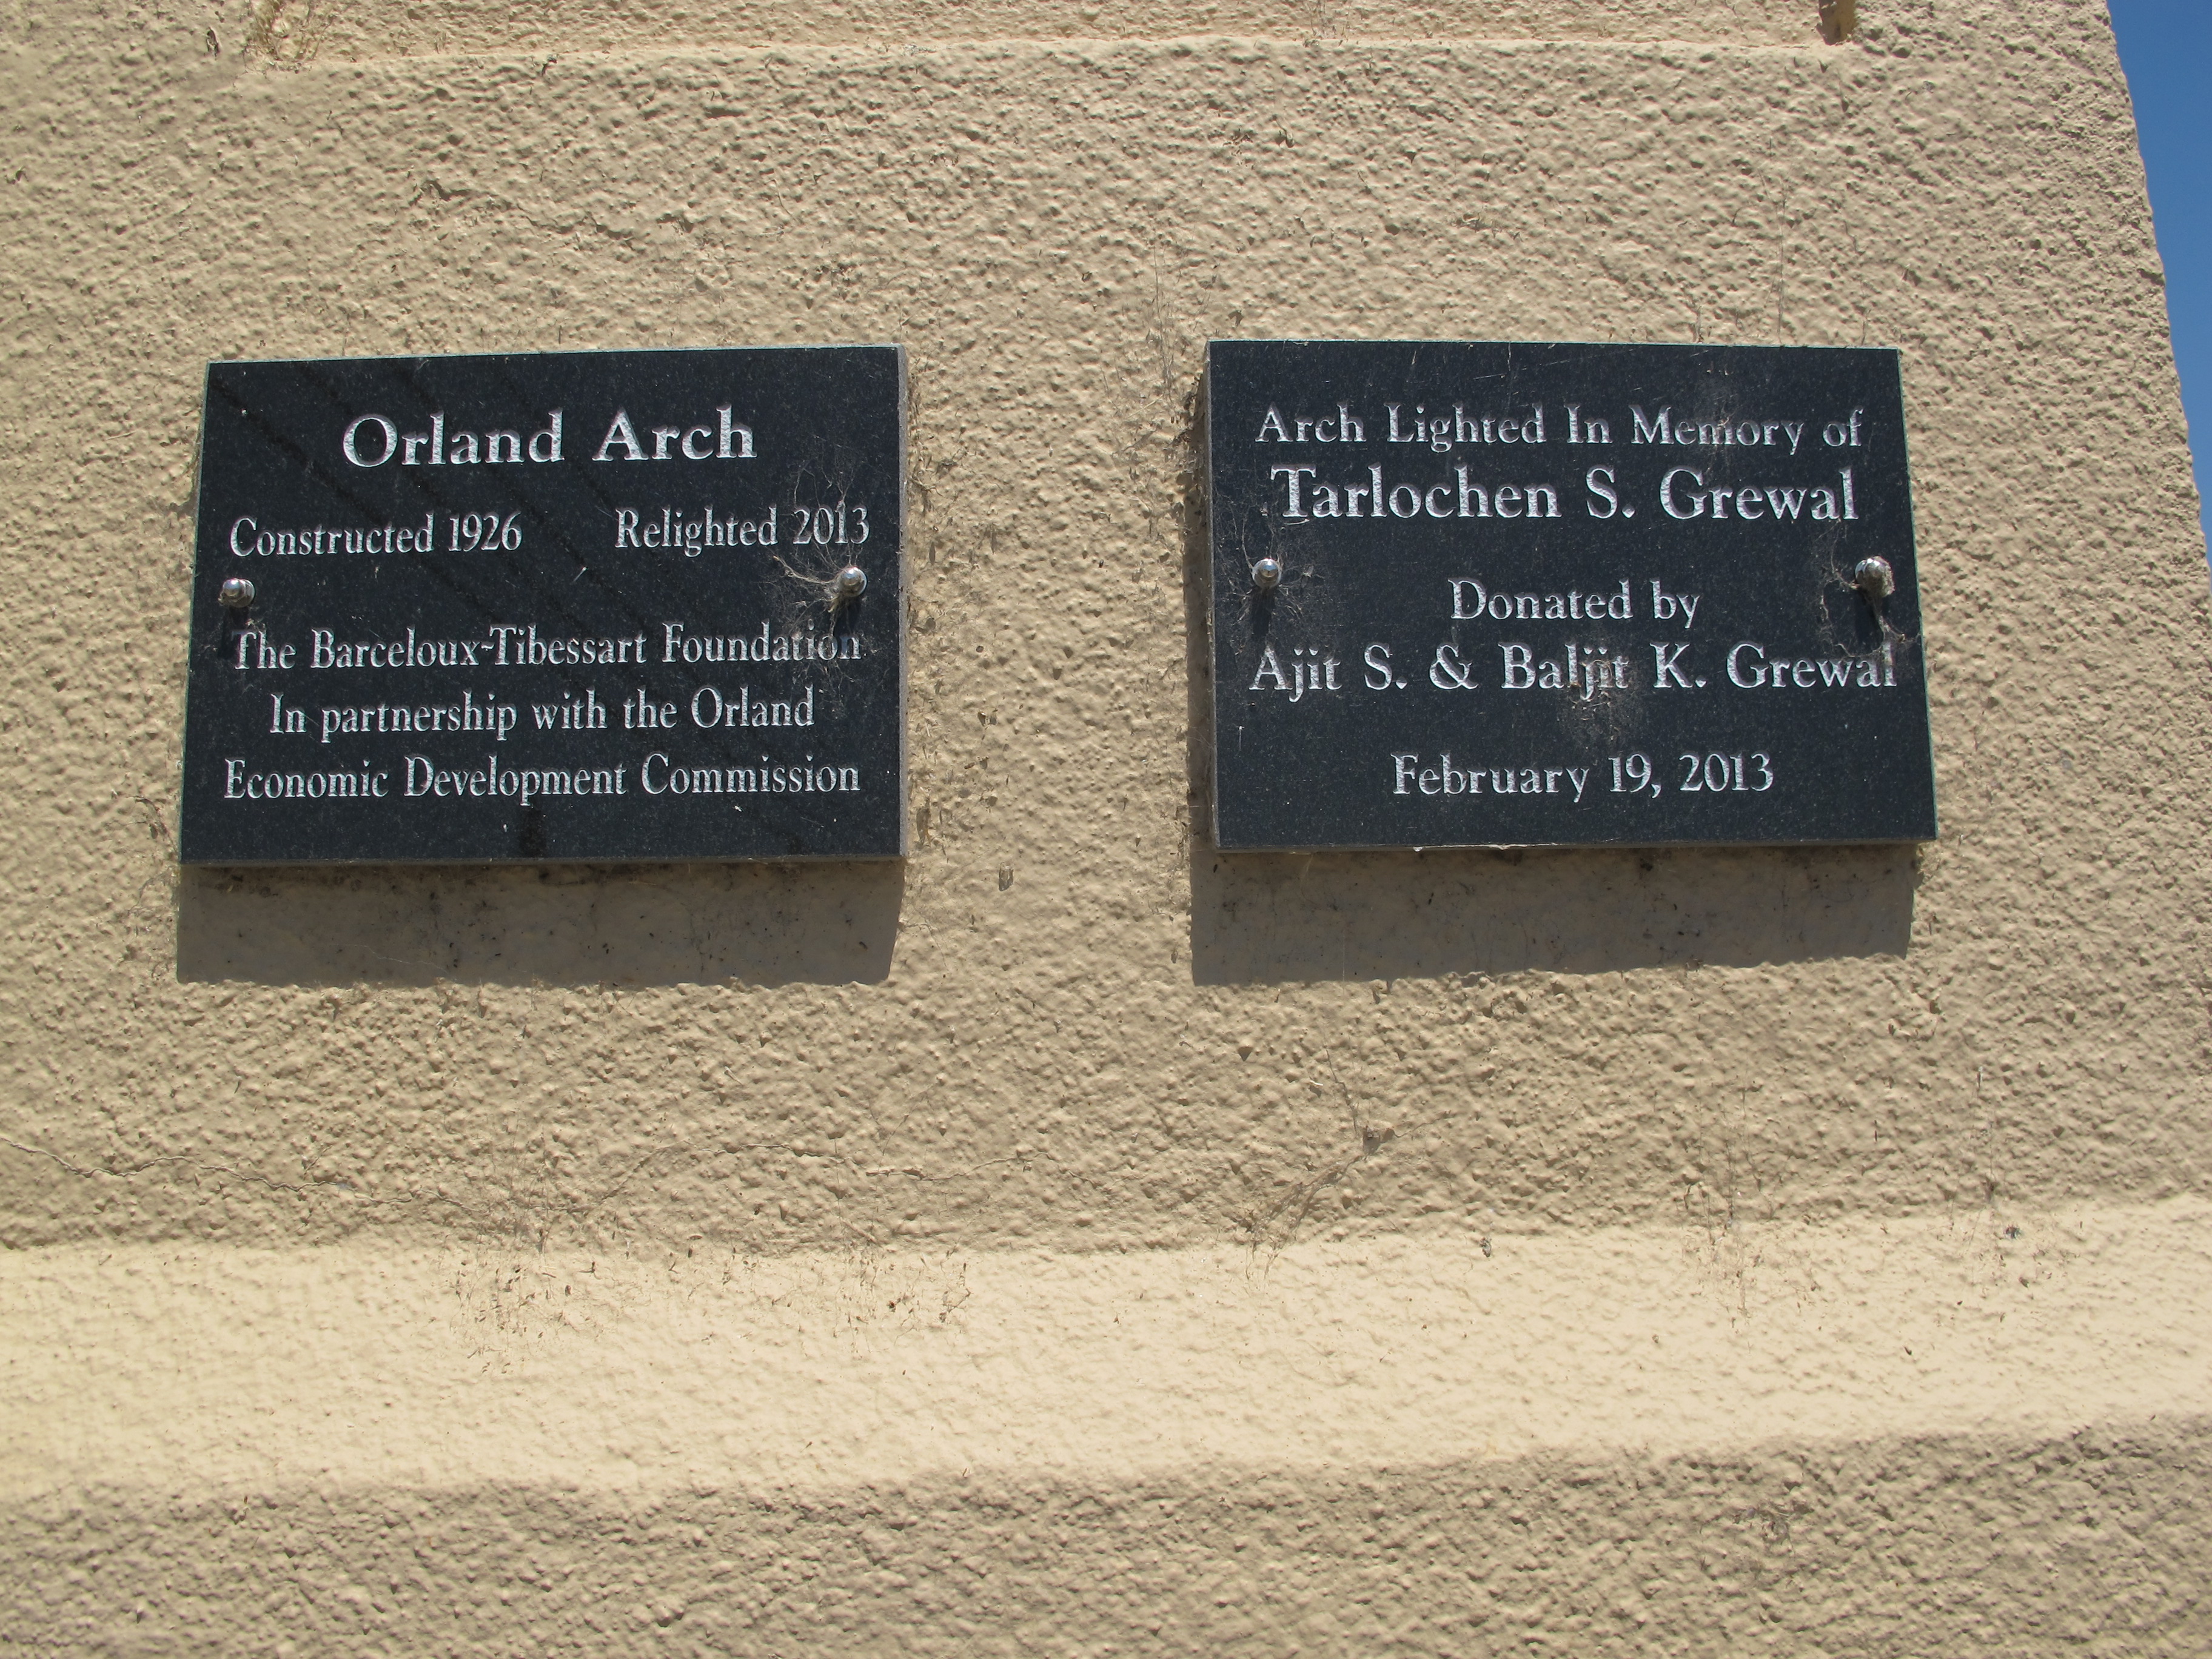 Orland Arch
Constructed 1926 Relighted 2013
The Barceloux-Tibessart Foundation
In partnership with the Orland
Economic Development Commission
Arch Lighted In Memory of
Tarlochen S. Grewal
Donated by
Ajit S. & Baljit K. Grewal
February 19, 2013